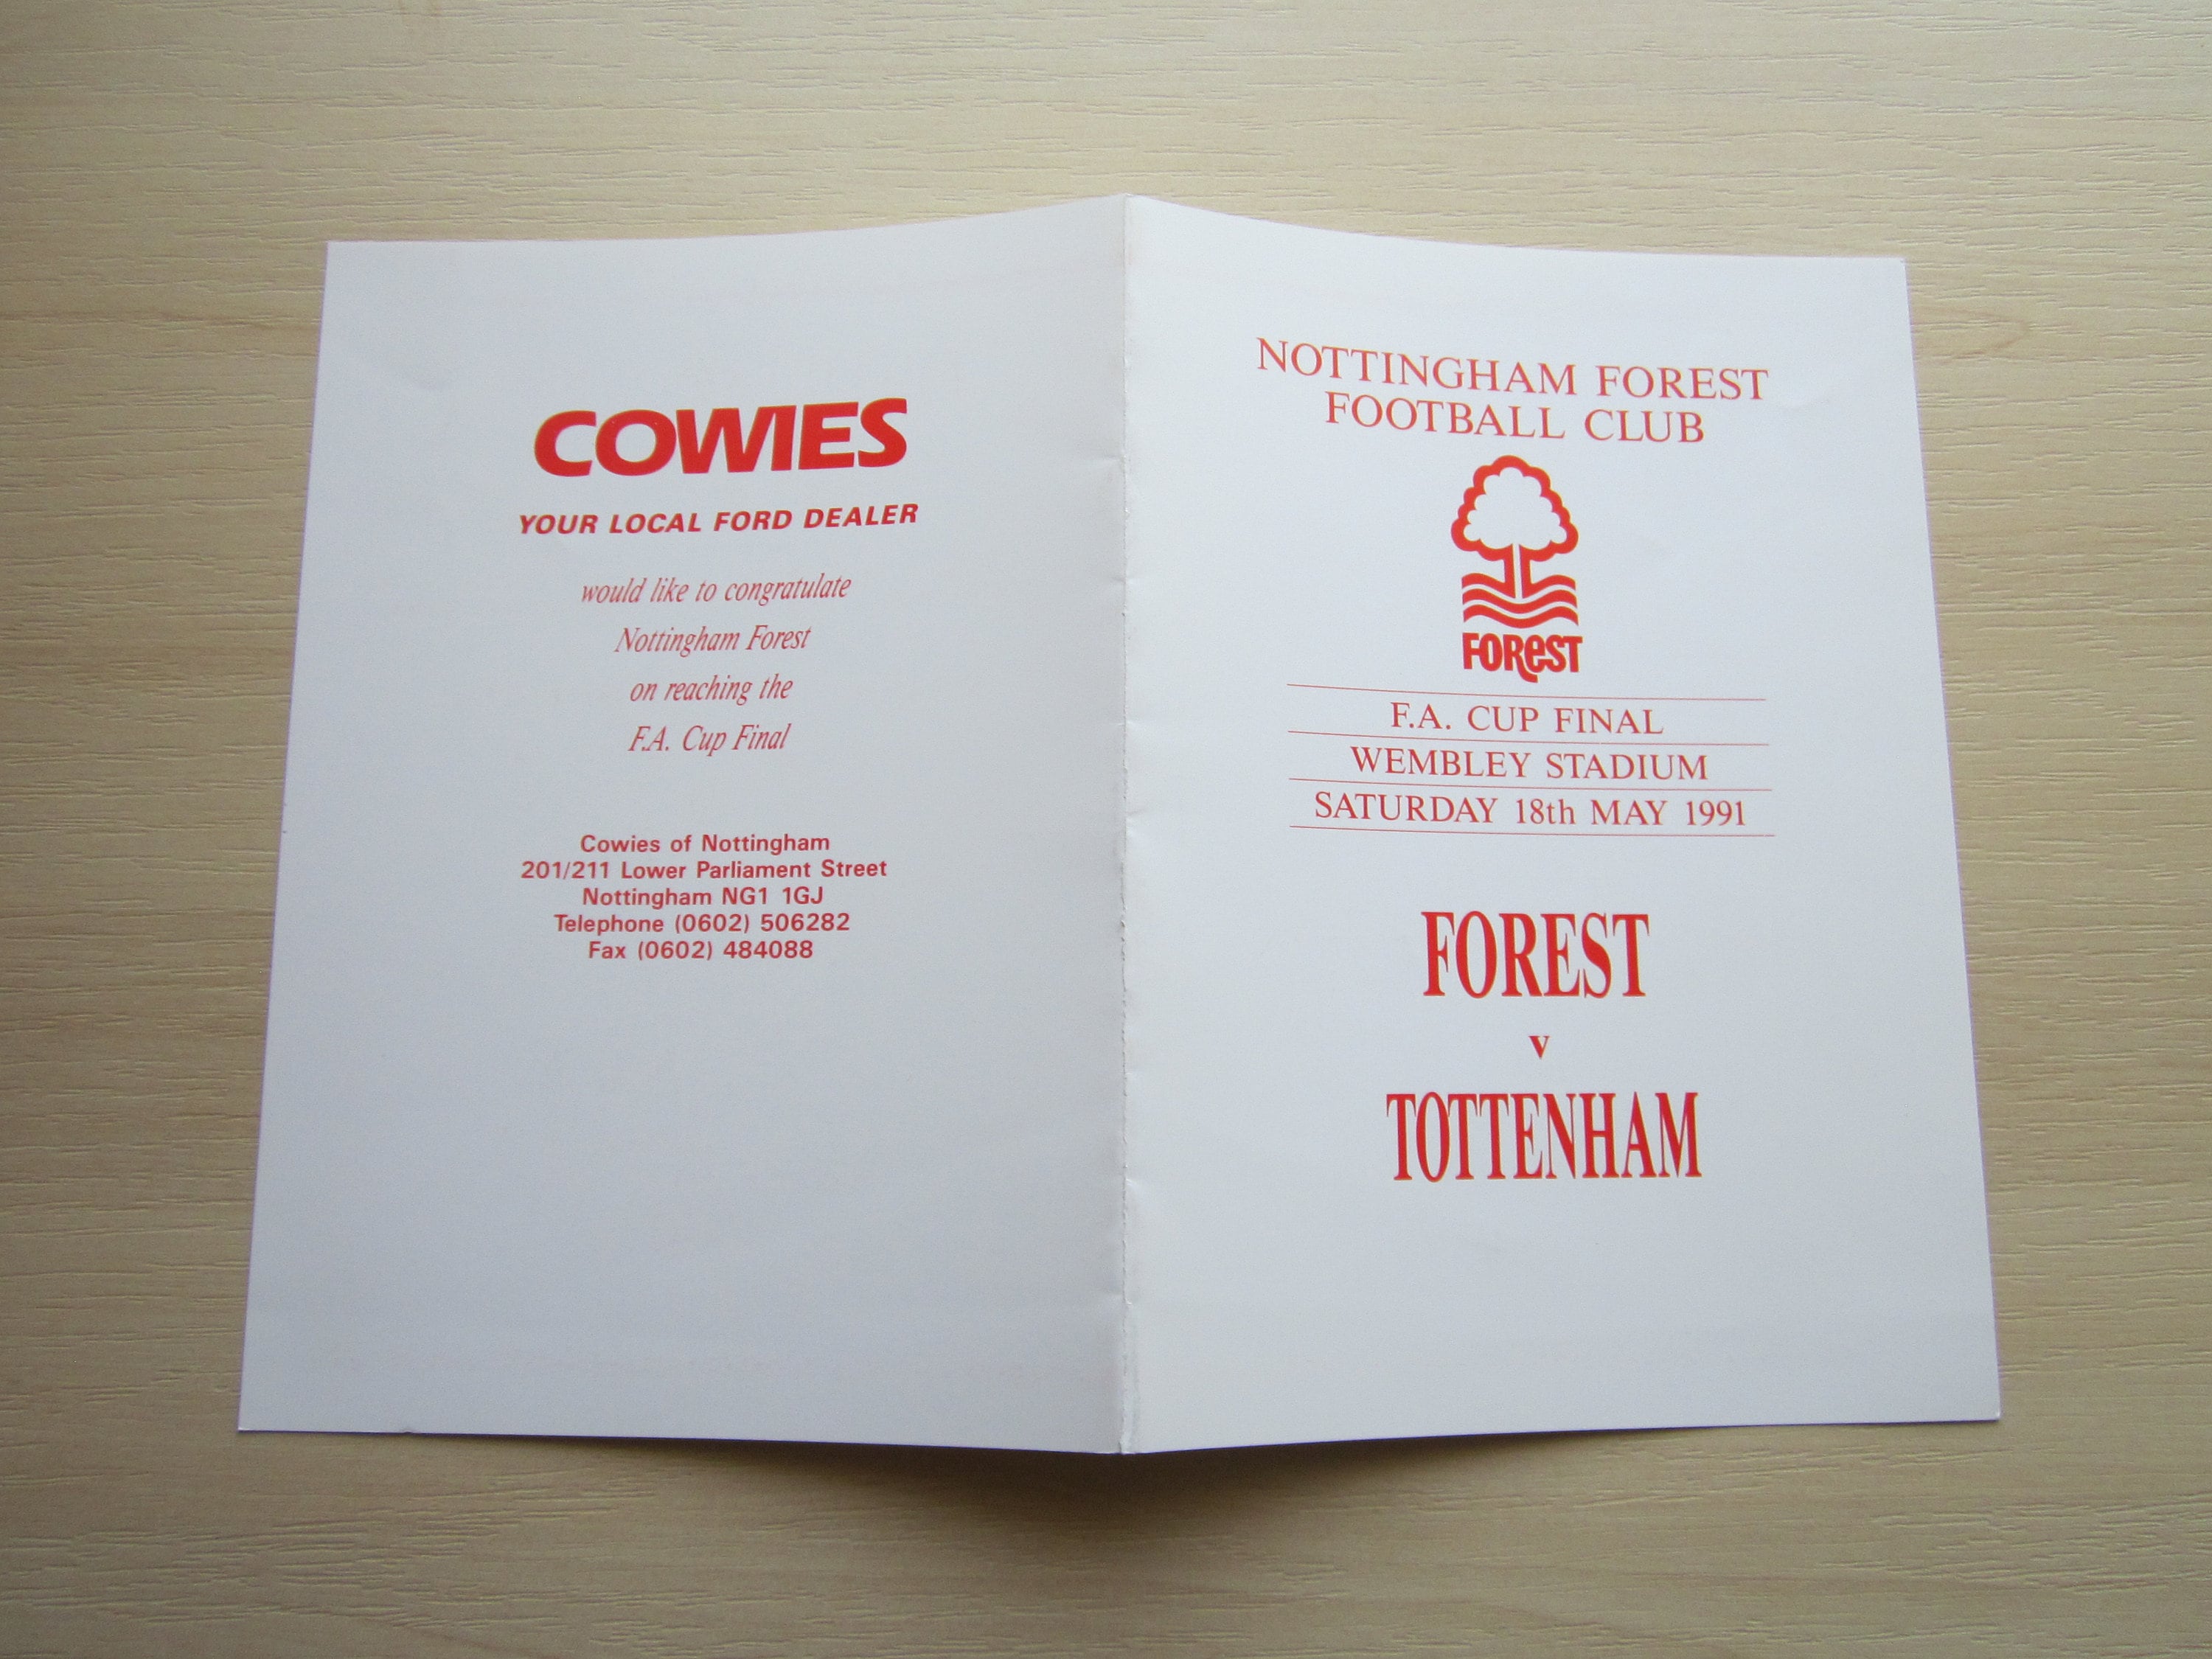 COWIES
YOUR LOCAL FORD DEALER
would like to congratulate
Nottingham Forest
on reaching the
F.A. Cup Final
Cowies of Nottingham
201/211 Lower Parliament Street
Nottingham NG1 1GJ
Telephone (0602) 506282
Fax (0602) 484088
NOTTINGHAM FOREST
FOOTBALL CLUB
FOReST
F.A. CUP FINAL
WEMBLEY STADIUM
SATURDAY 18th MAY 1991
FOREST
v
TOTTENHAM